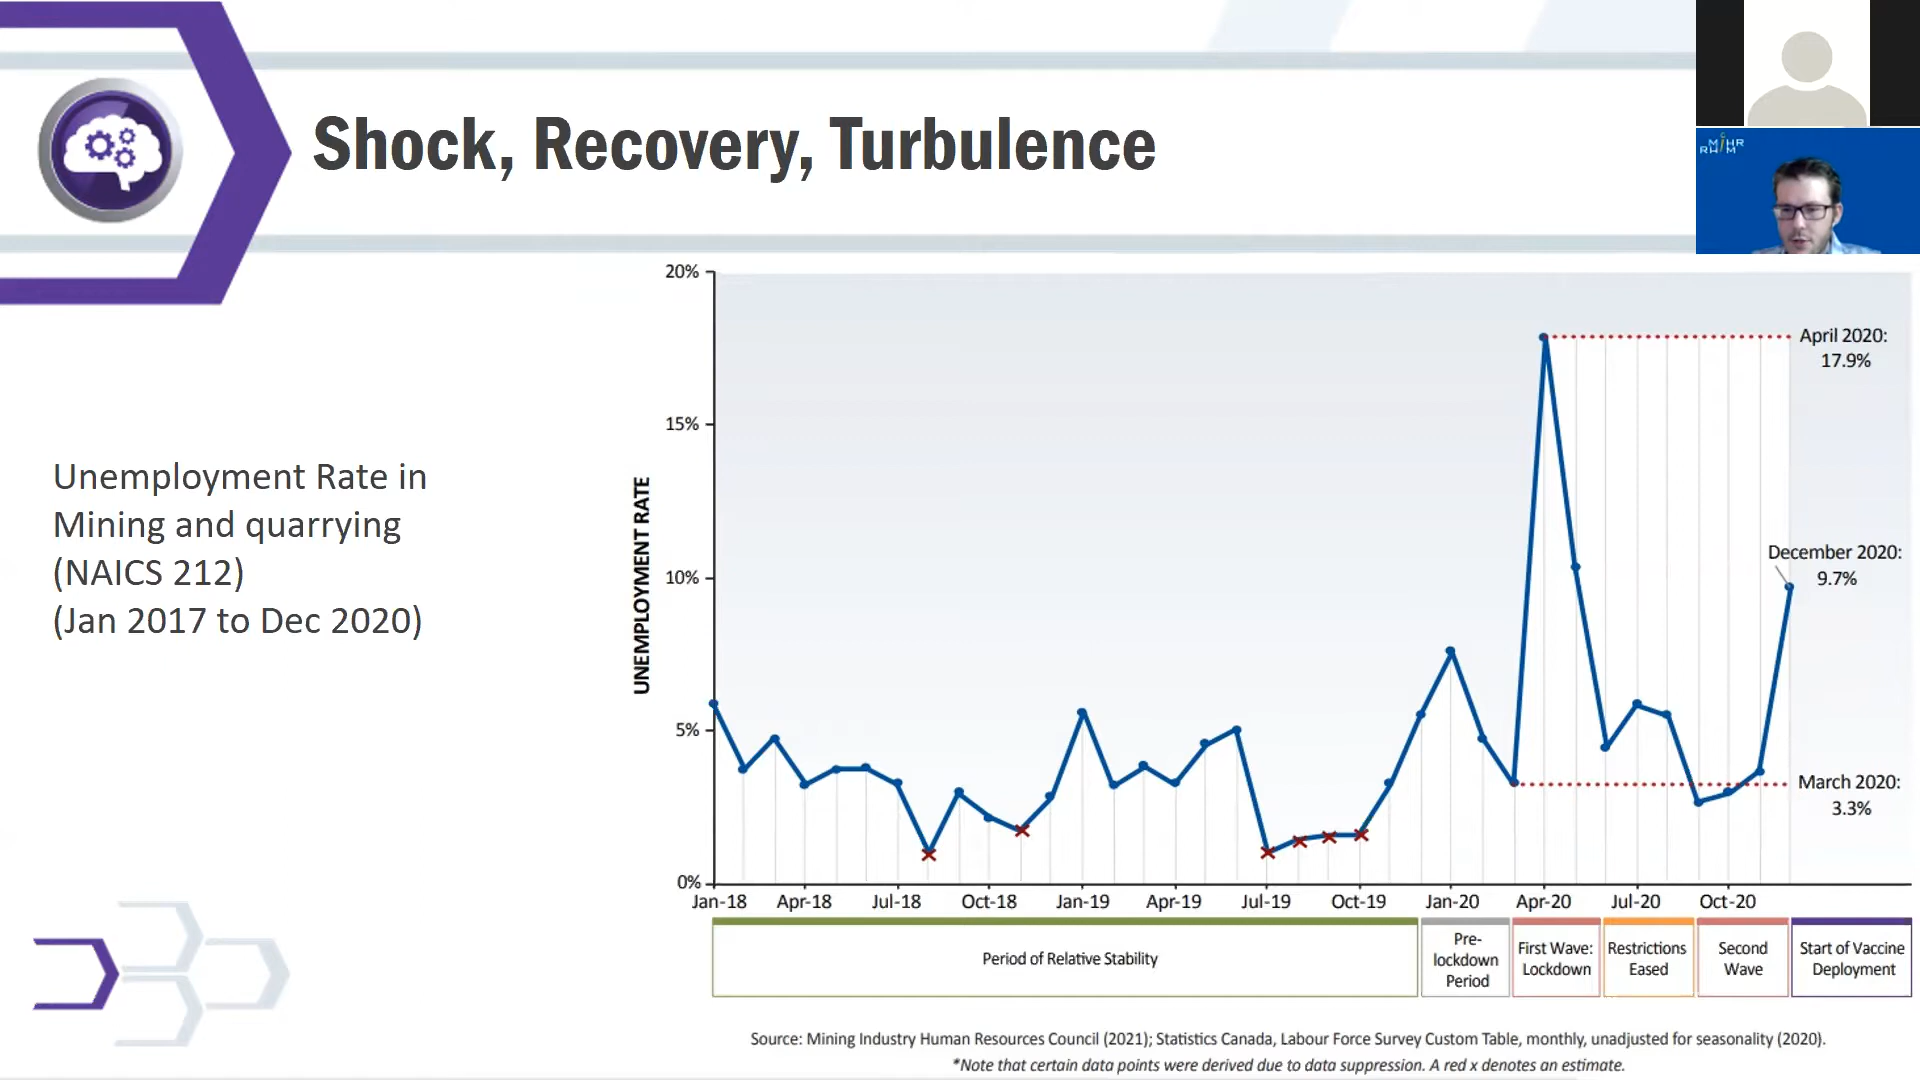 Shock, Recovery, Turbulence
MiHR
RHiM
Unemployment Rate in
Mining and quarrying
(NAICS 212)
(Jan 2017 to Dec 2020)
UNEMPLOYMENT RATE
20%
15%
10%
5%
0%
April 2020:
17.9%
December 2020:
9.7%
March 2020:
3.3%
Jan-18 Apr-18 Jul-18 Oct-18 Jan-19 Apr-19 Jul-19 Oct-19 Jan-20 Apr-20 Jul-20 Oct-20
Period of Relative Stability
Pre-
lockdown
Period
First Wave:
Lockdown
Restrictions
Eased
Second
Wave
Start of Vaccine
Deployment
Source: Mining Industry Human Resources Council (2021); Statistics Canada, Labour Force Survey Custom Table, monthly, unadjusted for seasonality (2020).
*Note that certain data points were derived due to data suppression. A red x denotes an estimate.